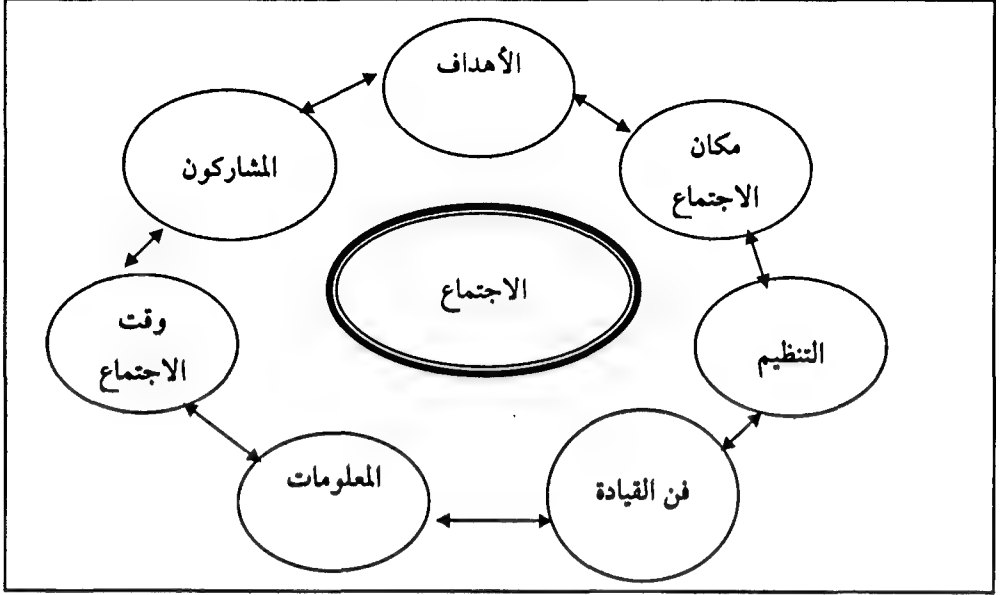 الأهداف
مكان
الاجتماع
المشاركون
الاجتماع
وقت
الاجتماع
التنظيم
المعلومات
فن القيادة